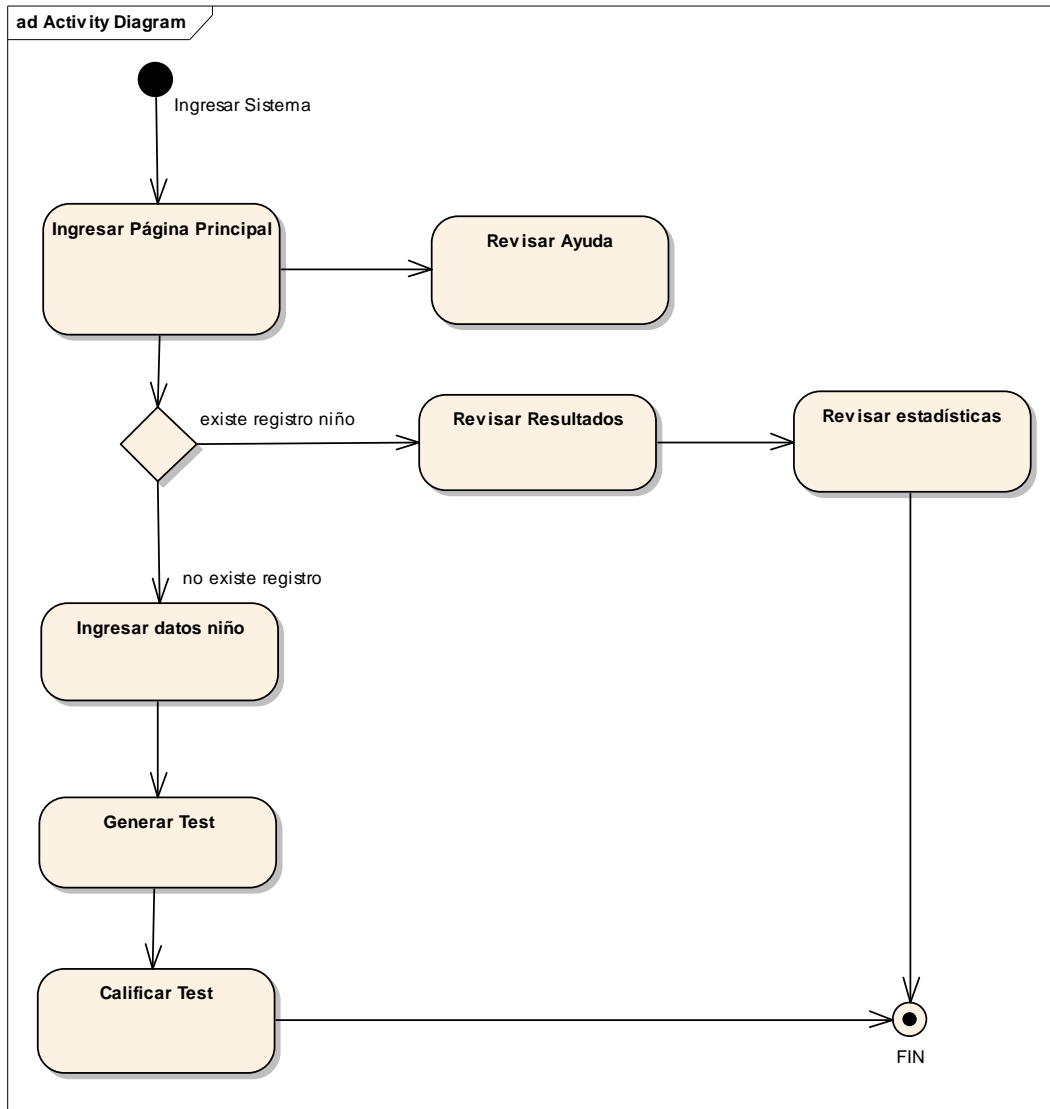 ad Activity Diagram
Ingresar Sistema
Ingresar Página Principal
Revisar Ayuda
existe registro niño
Revisar Resultados
Revisar estadísticas
no existe registro
Ingresar datos niño
Generar Test
Calificar Test
FIN